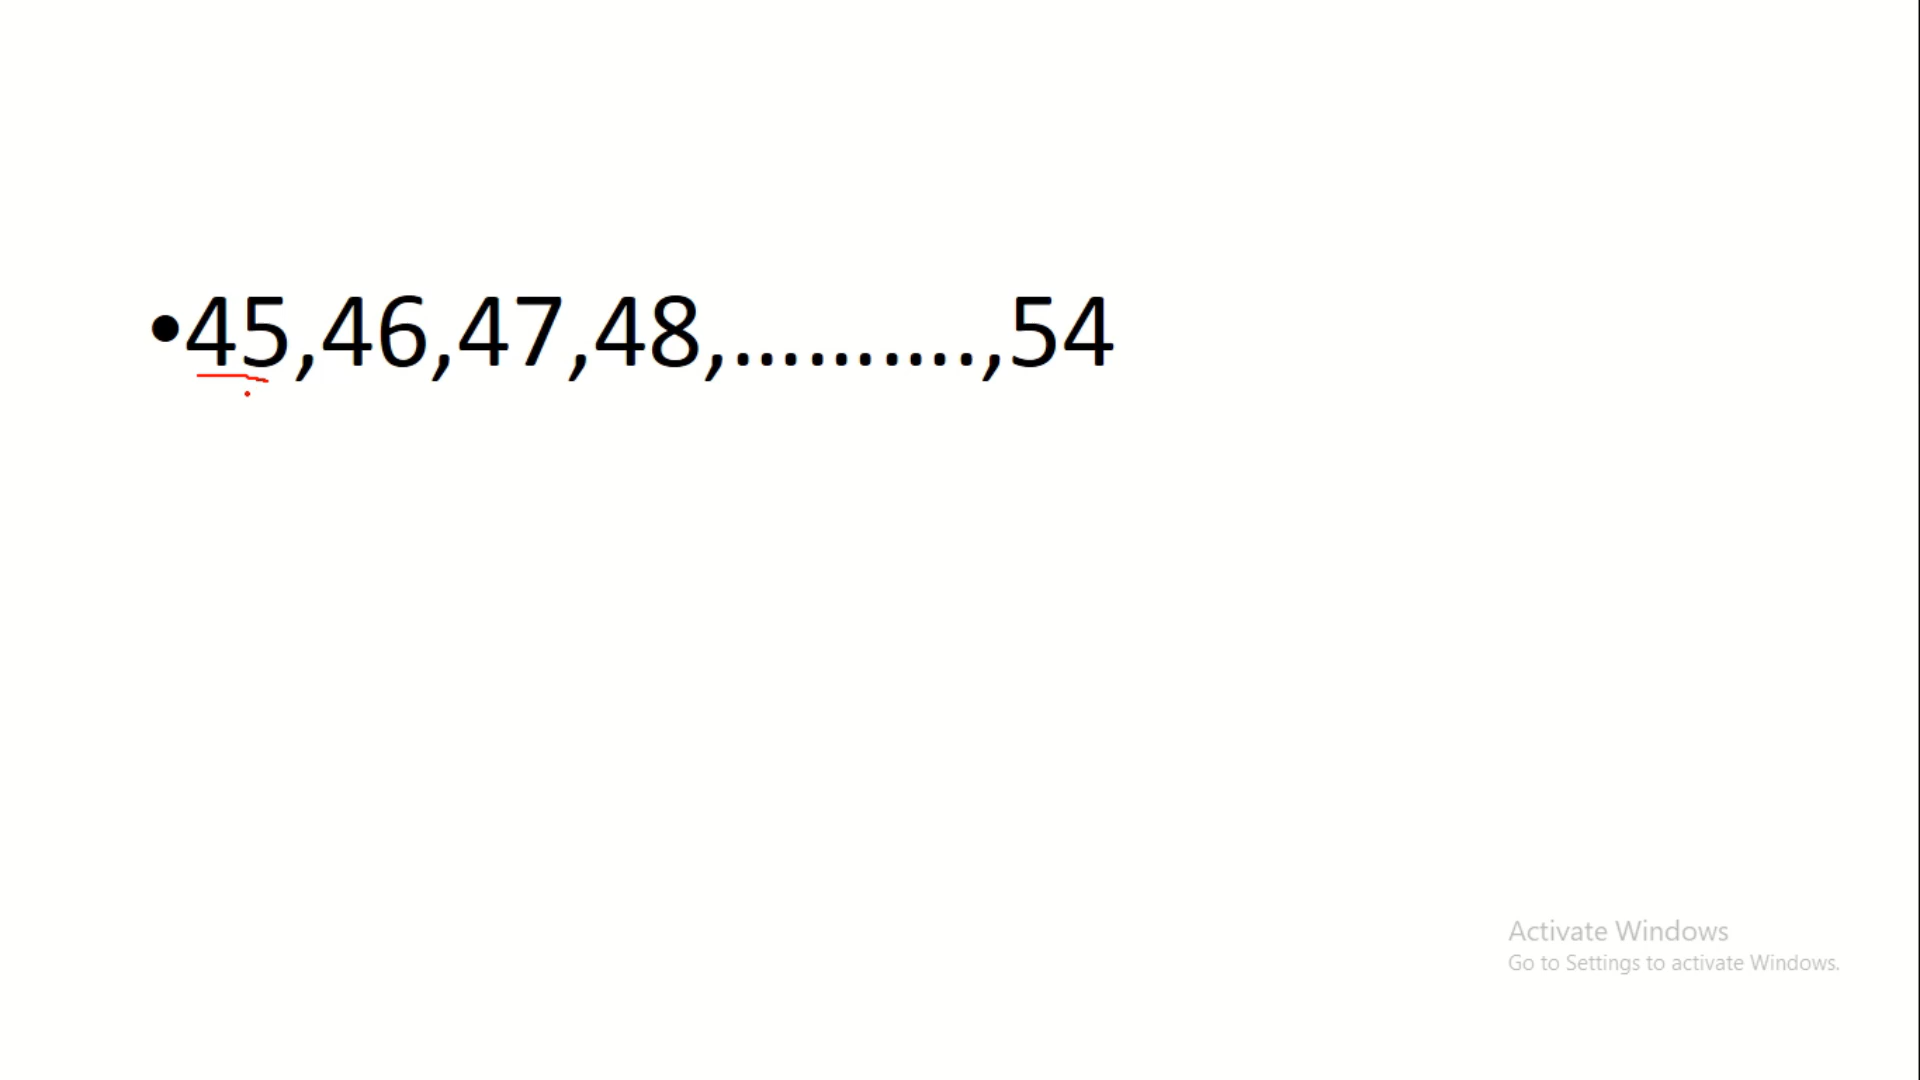 •45,46,47,48,..........,54
Activate Windows
Go to Settings to activate Windows.